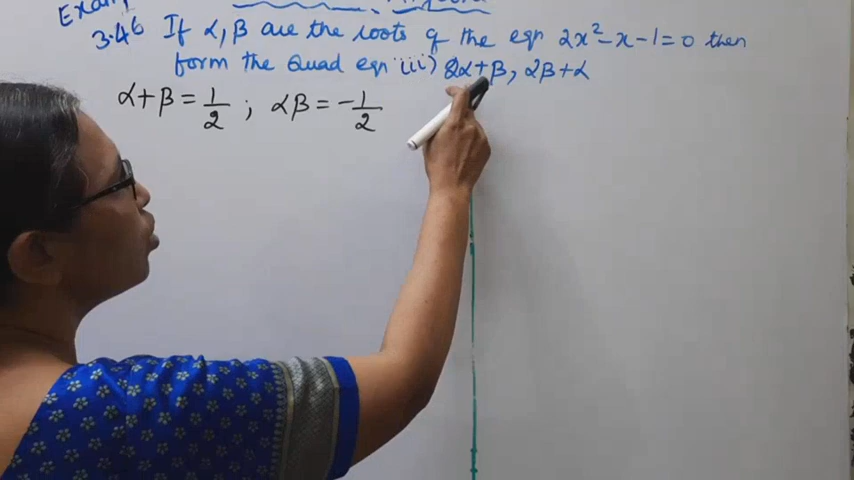 Example
3.46 If α, β are the roots of the eqn 2x² - x - 1 = 0 then
form the Quad eqn iii) 2α + β, 2β + α
α + β = 1/2 ; αβ = -1/2